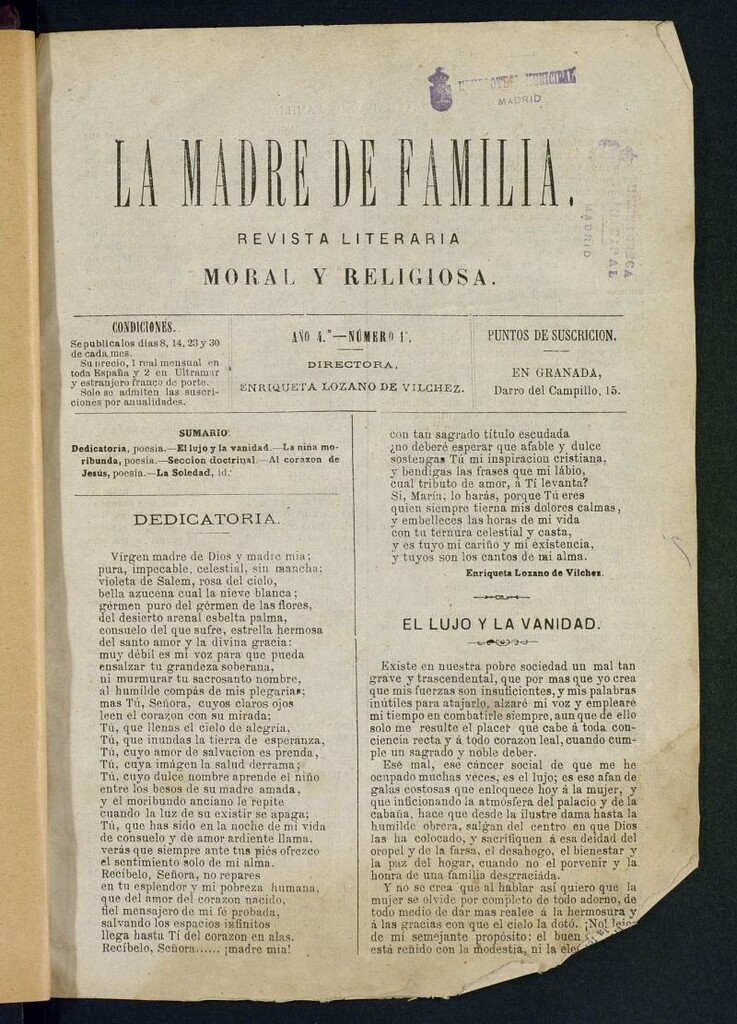 MUNICIPAL
MADRID
LA MADRE DE FAMILIA.
REVISTA LITERARIA
MORAL Y RELIGIOSA.
CONDICIONES.
Se publica los dias 8, 14, 23 y 30
de cada mes.
Su precio, 1 real mensual en
toda España y 2 en Ultramar
y estranjero franco de porte.
Solo se admiten las suscri-
ciones por anualidades.
AÑO 4.°—NÚMERO 1°.
DIRECTORA,
ENRIQUETA LOZANO DE VILCHEZ.
PUNTOS DE SUSCRICION.
EN GRANADA,
Darro del Campillo, 15.
SUMARIO.
Dedicatoria, poesia.—El lujo y la vanidad.—La niña mo-
ribunda, poesia.—Seccion doctrinal.—Al corazon de
Jesús, poesia.—La Soledad, id.
DEDICATORIA.
Vírgen madre de Dios y madre mia;
pura, impecable, celestial, sin mancha;
violeta de Salem, rosa del cielo,
bella azucena cual la nieve blanca;
gérmen puro del gérmen de las flores,
del desierto arenal esbelta palma,
consuelo del que sufre, estrella hermosa
del santo amor y la divina gracia:
muy débil es mi voz para que pueda
ensalzar tu grandeza soberana,
ni murmurar tu sacrosanto nombre,
al humilde compás de mis plegarias;
mas Tú, Señora, cuyos claros ojos
leen el corazon con su mirada;
Tú, que llenas el cielo de alegria,
Tú, que inundas la tierra de esperanza,
Tú, cuyo amor de salvacion es prenda,
Tú, cuya imágen la salud derrama;
Tú, cuyo dulce nombre aprende el niño
entre los besos de su madre amada,
y el moribundo anciano le repite
cuando la luz de su existir se apaga;
Tú, que has sido en la noche de mi vida
de consuelo y de amor ardiente llama,
verás que siempre ante tus piés ofrezco
el sentimiento solo de mi alma.
Recíbelo, Señora, no repares
en tu esplendor y mi pobreza humana,
que del amor del corazon nacido,
fiel mensajero de mi fé probada,
salvando los espacios infinitos
llega hasta Tí del corazon en alas.
Recíbelo, Señora...... ¡madre mia!
con tan sagrado título escudada
¿no deberé esperar que afable y dulce
sostengas Tú mi inspiracion cristiana,
y bendigas las frases que mi lábio,
cual tributo de amor, á Tí levanta?
Si, María; lo harás, porque Tú eres
quien siempre tierna mis dolores calmas,
y embelleces las horas de mi vida
con tu ternura celestial y casta,
y es tuyo mi cariño y mi existencia,
y tuyos son los cantos de mi alma.
Enriqueta Lozano de Vilchez.
EL LUJO Y LA VANIDAD.
Existe en nuestra pobre sociedad un mal tan
grave y trascendental, que por mas que yo crea
que mis fuerzas son insuficientes, y mis palabras
inútiles para atajarlo, alzaré mi voz y emplearé
mi tiempo en combatirle siempre, aun que de ello
solo me resulte el placer que cabe á toda con-
ciencia recta y á todo corazon leal, cuando cum-
ple un sagrado y noble deber.
Ese mal, ese cáncer social de que me he
ocupado muchas veces, es el lujo; es ese afan de
galas costosas que enloquece hoy á la mujer, y
que inficionando la atmósfera del palacio y de la
cabaña, hace que desde la ilustre dama hasta la
humilde obrera, salgan del centro en que Dios
las ha colocado, y sacrifiquen á esa deidad del
oropel y de la farsa, el desahogo, el bienestar y
la paz del hogar, cuando no el porvenir y la
honra de una familia desgraciáda.
Y no se crea que al hablar asi quiero que la
mujer se olvide por completo de todo adorno, de
todo medio de dar mas realce á la hermosura y
á las gracias con que el cielo la dotó. ¡No!
de mi semejante propósito: el buen
está reñido con la modestia, ni la